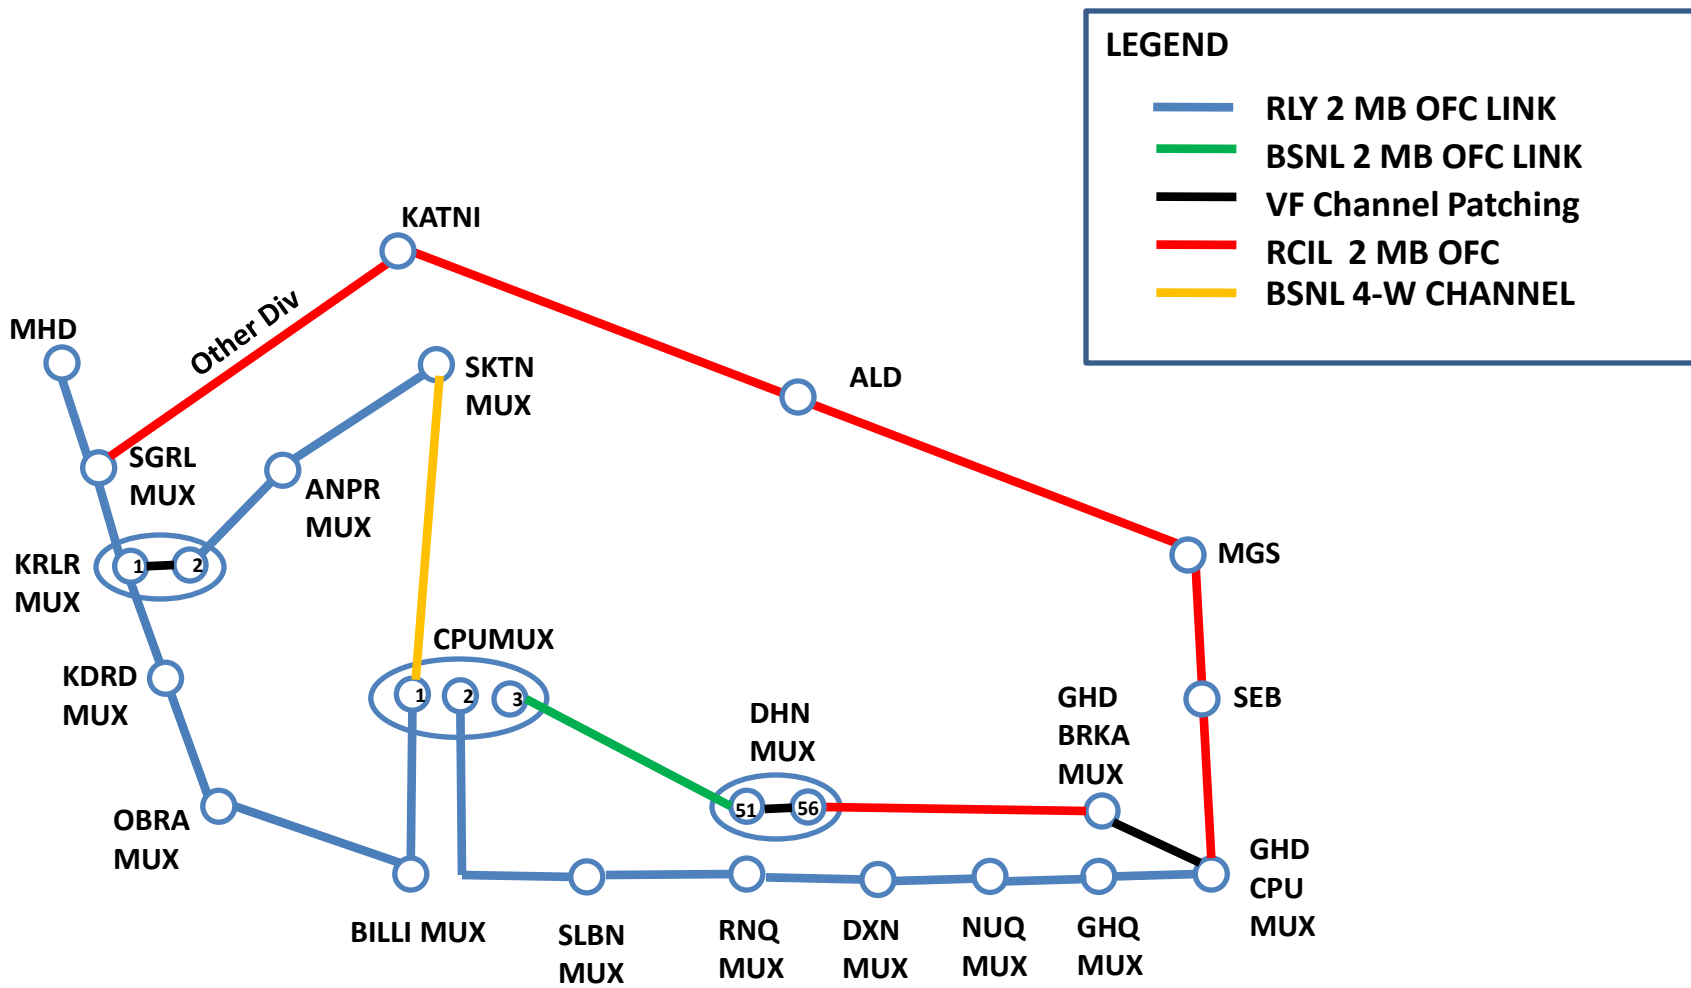 LEGEND
RLY 2 MB OFC LINK
BSNL 2 MB OFC LINK
VF Channel Patching
RCIL 2 MB OFC
BSNL 4-W CHANNEL
KATNI
Other Div
MHD
SKTN
MUX
ALD
SGRL
MUX
ANPR
MUX
MGS
KRLR
MUX
1
2
CPUMUX
1
2
3
KDRD
MUX
GHD
BRKA
MUX
SEB
DHN
MUX
51
56
OBRA
MUX
GHD
CPU
MUX
BILLI MUX
SLBN
MUX
RNQ
MUX
DXN
MUX
NUQ
MUX
GHQ
MUX